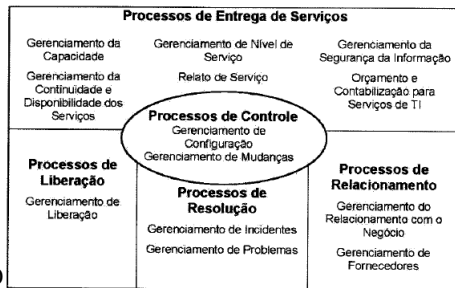 Processos de Entrega de Serviços
Gerenciamento da
Capacidade
Gerenciamento da
Continuidade e
Disponibilidade dos
Serviços
Gerenciamento de Nível de
Serviço
Relato de Serviço
Gerenciamento da
Segurança da Informação
Orçamento e
Contabilização para
Serviços de TI
Processos de Controle
Gerenciamento de
Configuração
Gerenciamento de Mudanças
Processos de
Liberação
Gerenciamento de
Liberação
Processos de
Resolução
Gerenciamento de Incidentes
Gerenciamento de Problemas
Processos de
Relacionamento
Gerenciamento do
Relacionamento com o
Negócio
Gerenciamento de
Fornecedores